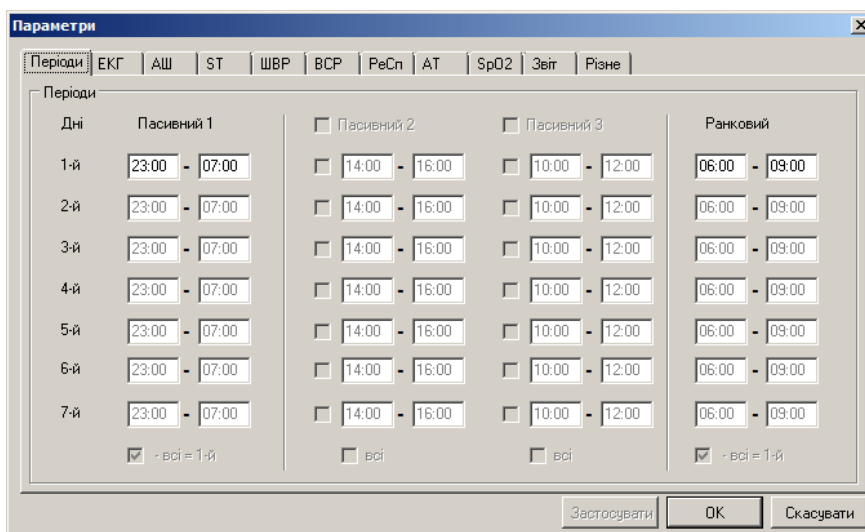 Параметри
Періоди ЕКГ АШ ST ШВР ВСР РеСп АТ SpO2 Звіт Різне
Періоди
Дні Пасивний 1 Пасивний 2 Пасивний 3 Ранковий
1-й 23:00 - 07:00 14:00 - 16:00 10:00 - 12:00 06:00 - 09:00
2-й 23:00 - 07:00 14:00 - 16:00 10:00 - 12:00 06:00 - 09:00
3-й 23:00 - 07:00 14:00 - 16:00 10:00 - 12:00 06:00 - 09:00
4-й 23:00 - 07:00 14:00 - 16:00 10:00 - 12:00 06:00 - 09:00
5-й 23:00 - 07:00 14:00 - 16:00 10:00 - 12:00 06:00 - 09:00
6-й 23:00 - 07:00 14:00 - 16:00 10:00 - 12:00 06:00 - 09:00
7-й 23:00 - 07:00 14:00 - 16:00 10:00 - 12:00 06:00 - 09:00
- всі = 1-й всі всі - всі = 1-й
Застосувати OK Скасувати